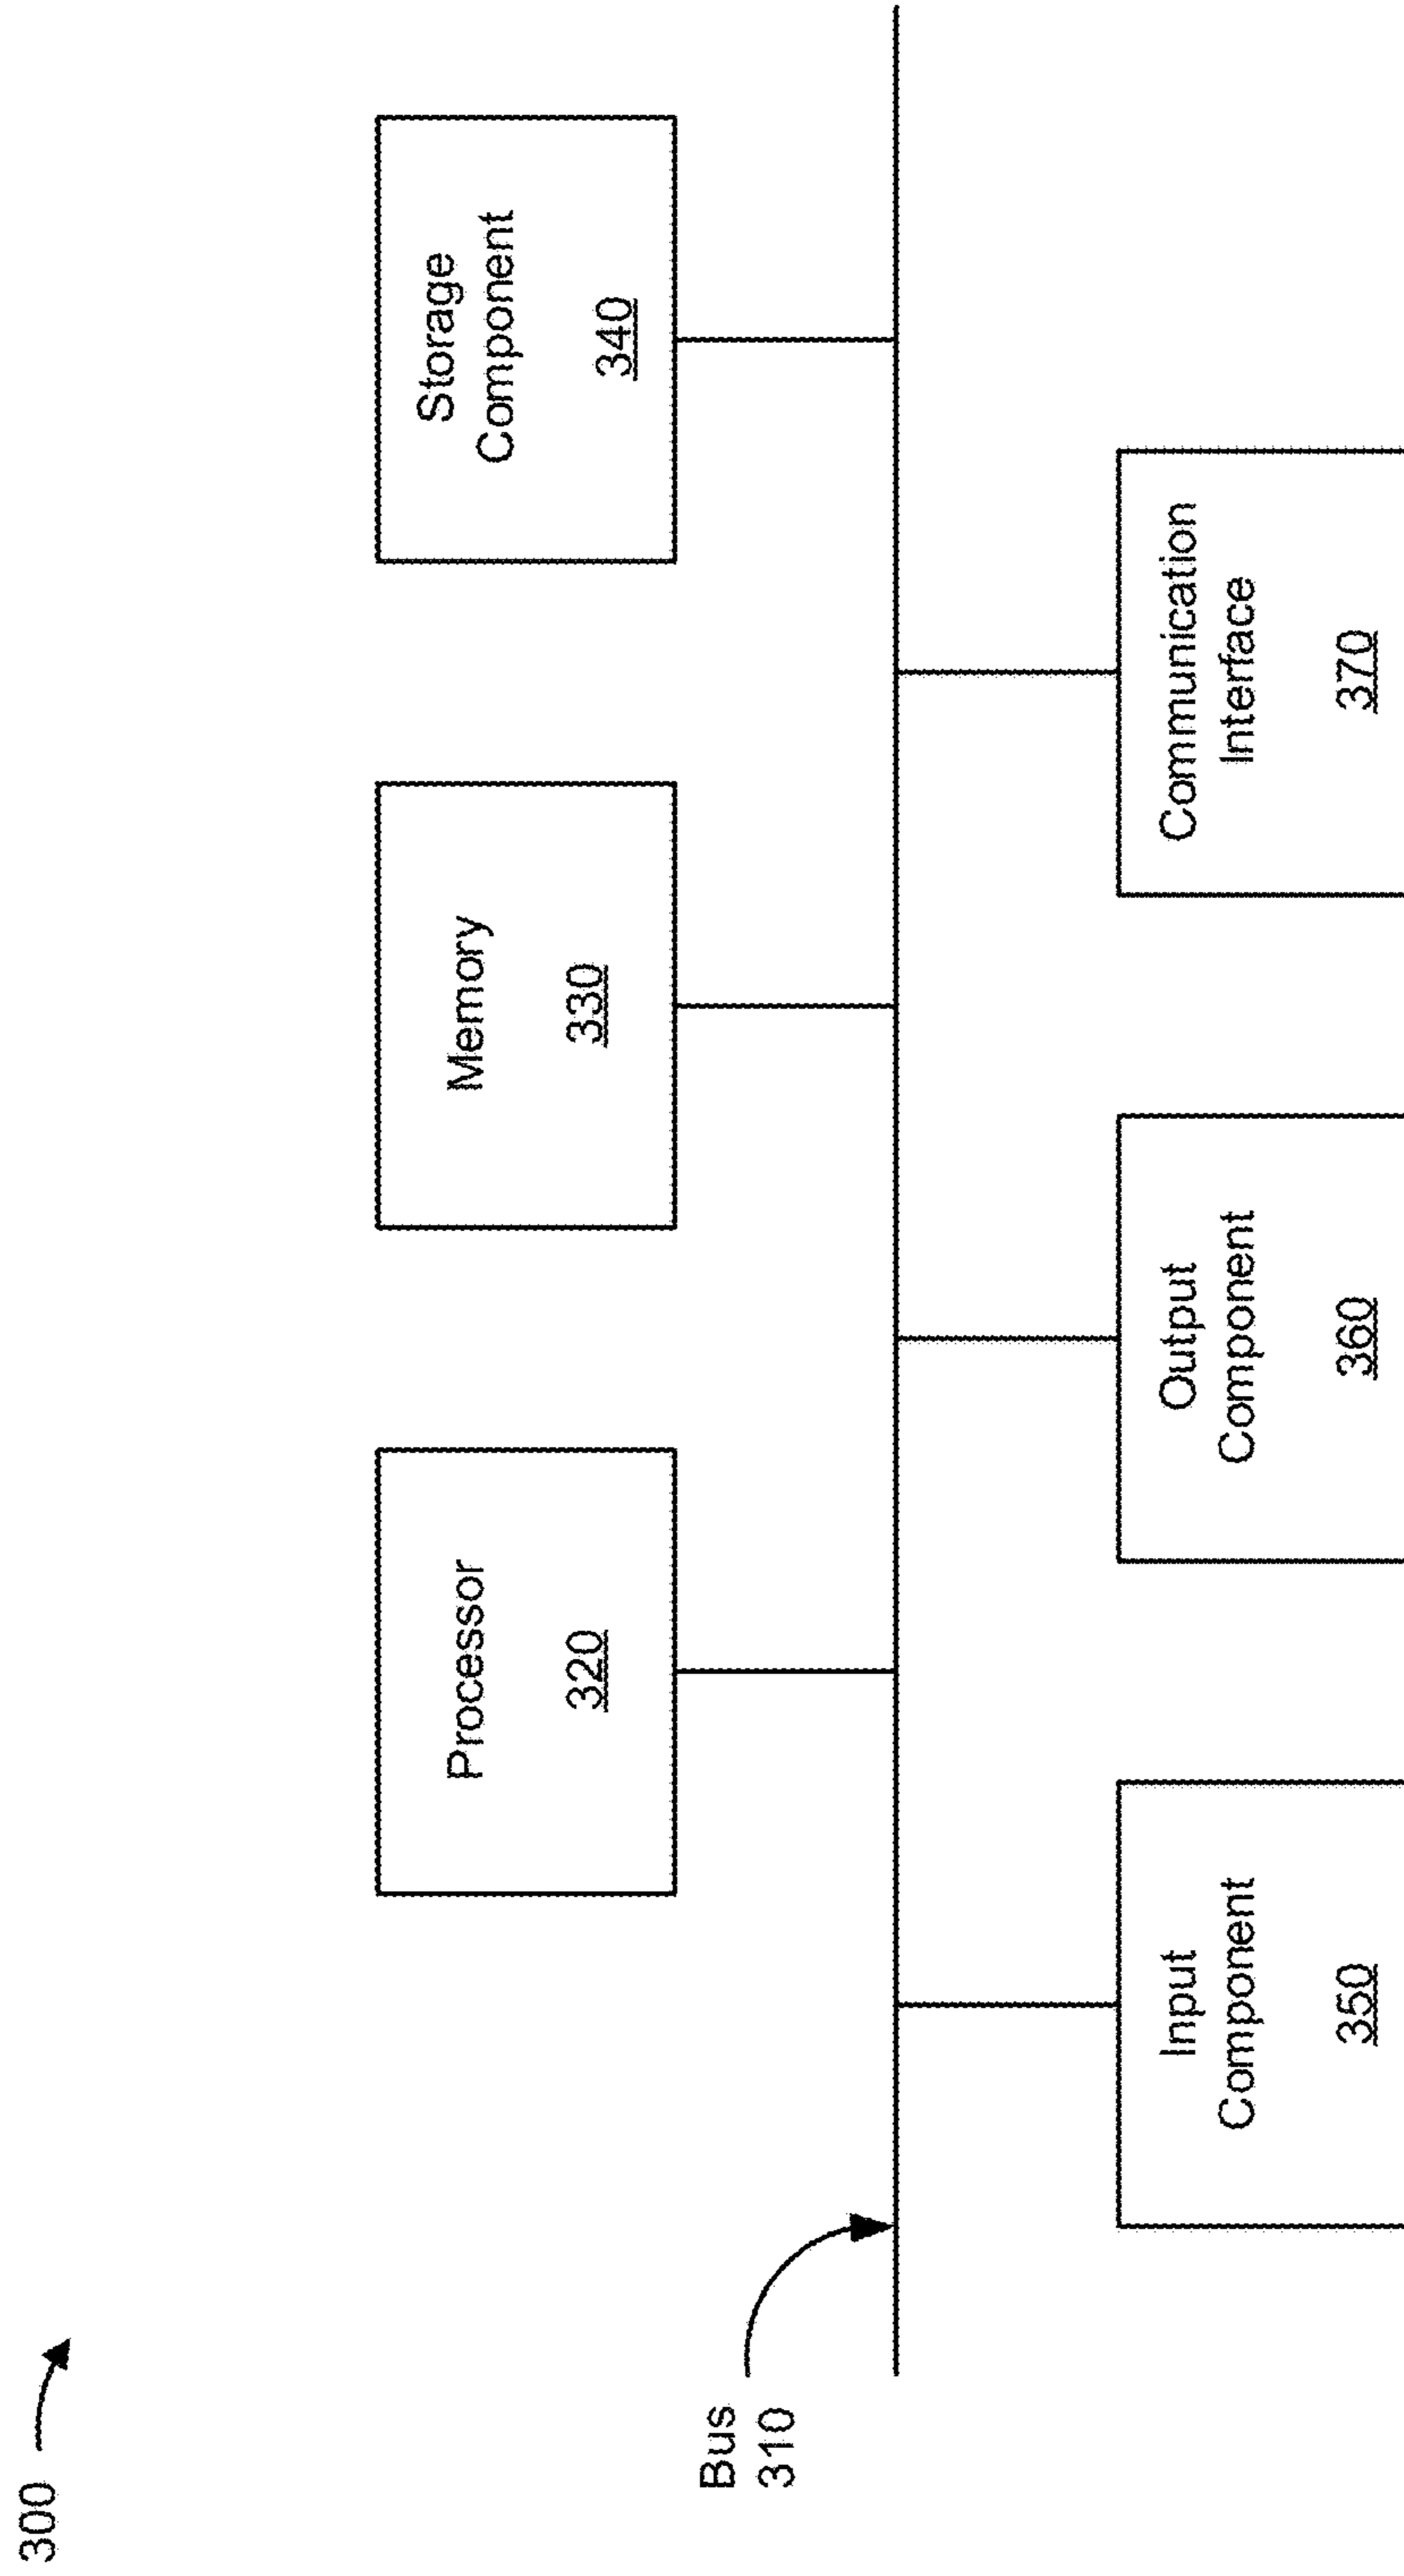 300
Processor
320
Memory
330
Storage
Component
340
Bus
310
Input
Component
350
Output
Component
360
Communication
Interface
370